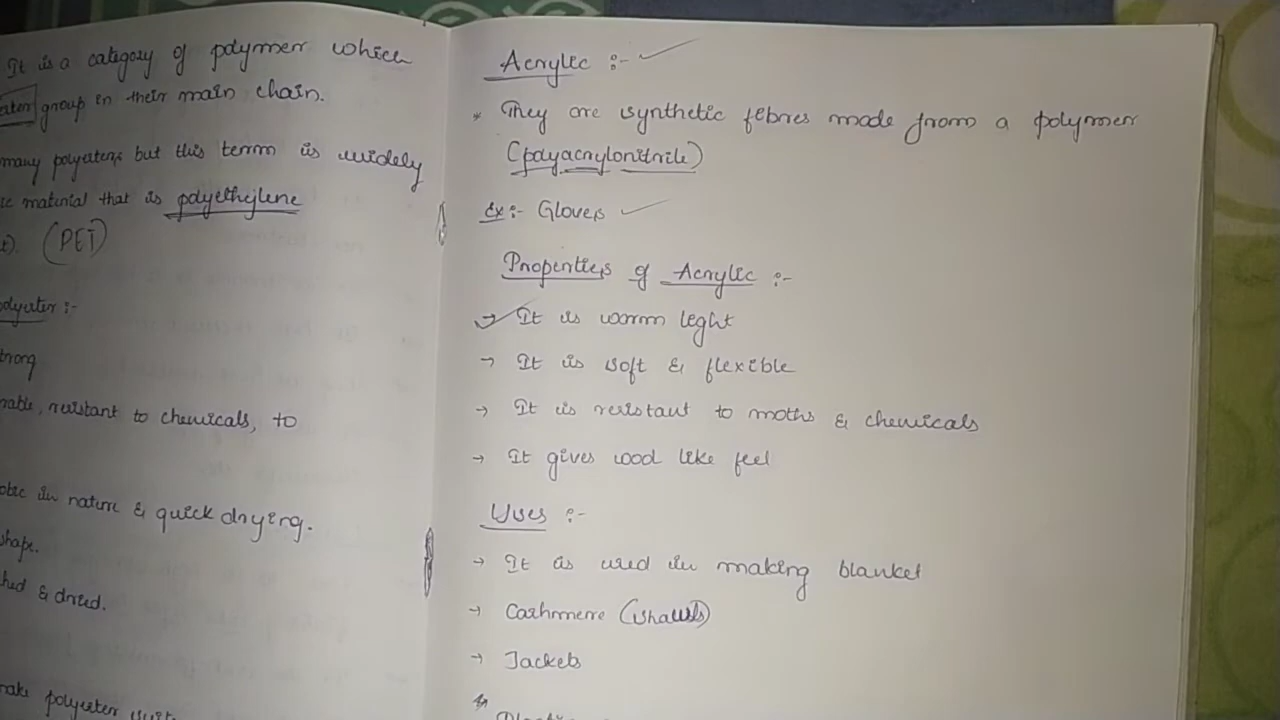 It is a category of polymer which
ester group in their main chain.
many polyesters but this term is widely
material that is polyethylene
(PET)
polyester :-
strong
resistant to chemicals, to
in nature & quick drying.
shape.
& dried.
make polyester
Acrylic :-
* They are synthetic fibres made from a polymer
(polyacrylonitrile)
Ex:- Gloves
Properties of Acrylic :-
→ It is warm light
→ It is soft & flexible
→ It is resistant to moths & chemicals
→ It gives wool like feel
Uses :-
→ It is used in making blanket
→ Cashmere (shawls)
→ Jackets